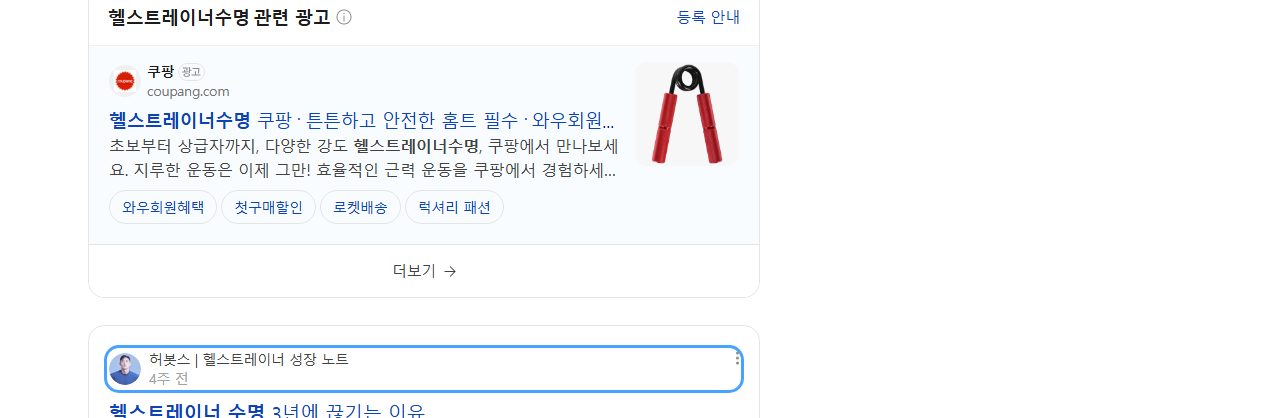 헬스트레이너수명 관련 광고
등록 안내
쿠팡 광고
coupang.com
헬스트레이너수명 쿠팡 · 튼튼하고 안전한 홈트 필수 · 와우회원...
초보부터 상급자까지, 다양한 강도 헬스트레이너수명, 쿠팡에서 만나보세
요. 지루한 운동은 이제 그만! 효율적인 근력 운동을 쿠팡에서 경험하세...
와우회원혜택 첫구매할인 로켓배송 럭셔리 패션
더보기 →
허봇스 | 헬스트레이너 성장 노트
4주 전
헬스트레이너 수명 3년에 끊기는 이유